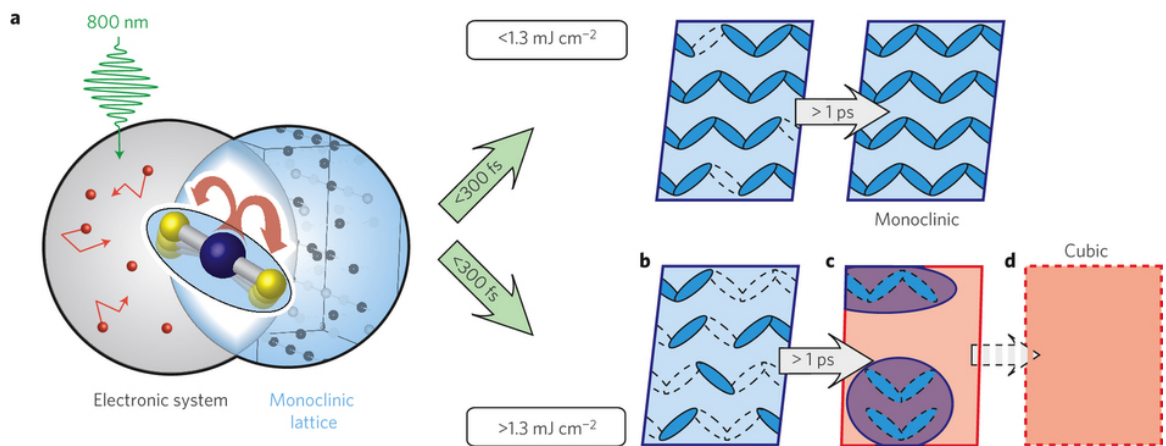 a
800 nm
<1.3 mJ cm⁻²
> 1 ps
<300 fs
Monoclinic
<300 fs
b
c
d
Cubic
> 1 ps
Electronic system
Monoclinic
lattice
>1.3 mJ cm⁻²